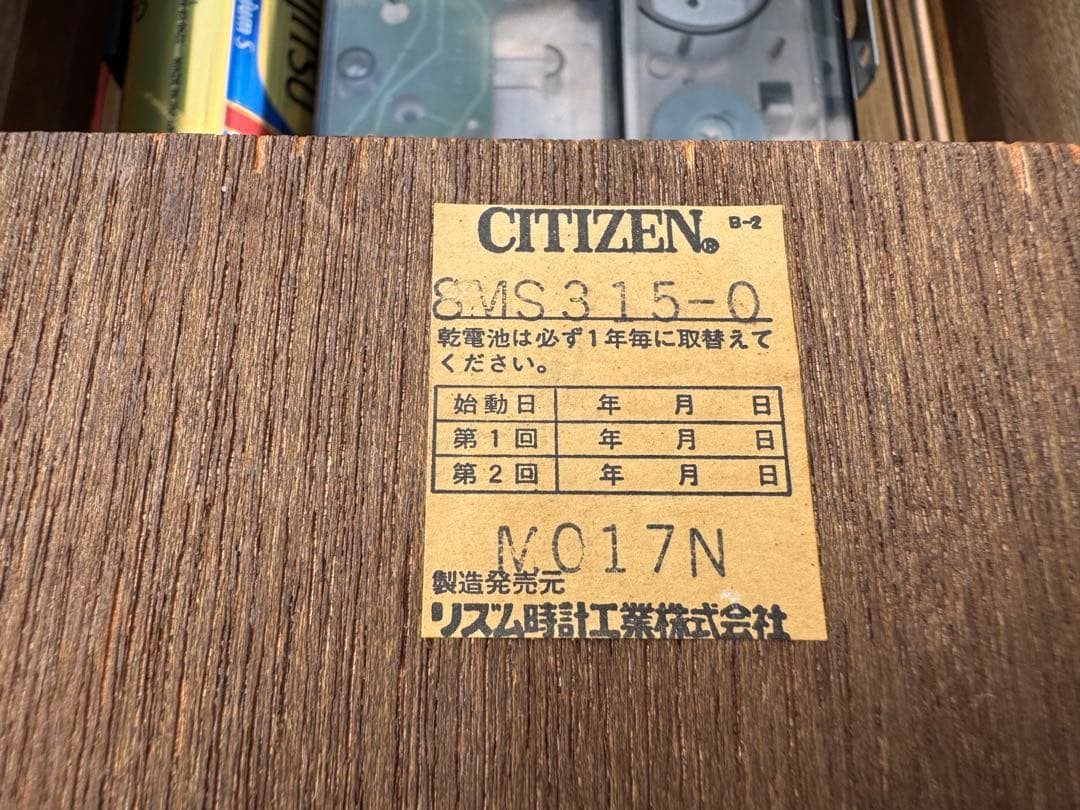 CITIZEN® B-2
8MS315-0
乾電池は必ず1年毎に取替えて
ください。
始動日 年 月 日
第1回 年 月 日
第2回 年 月 日
M017N
製造発売元
リズム時計工業株式会社